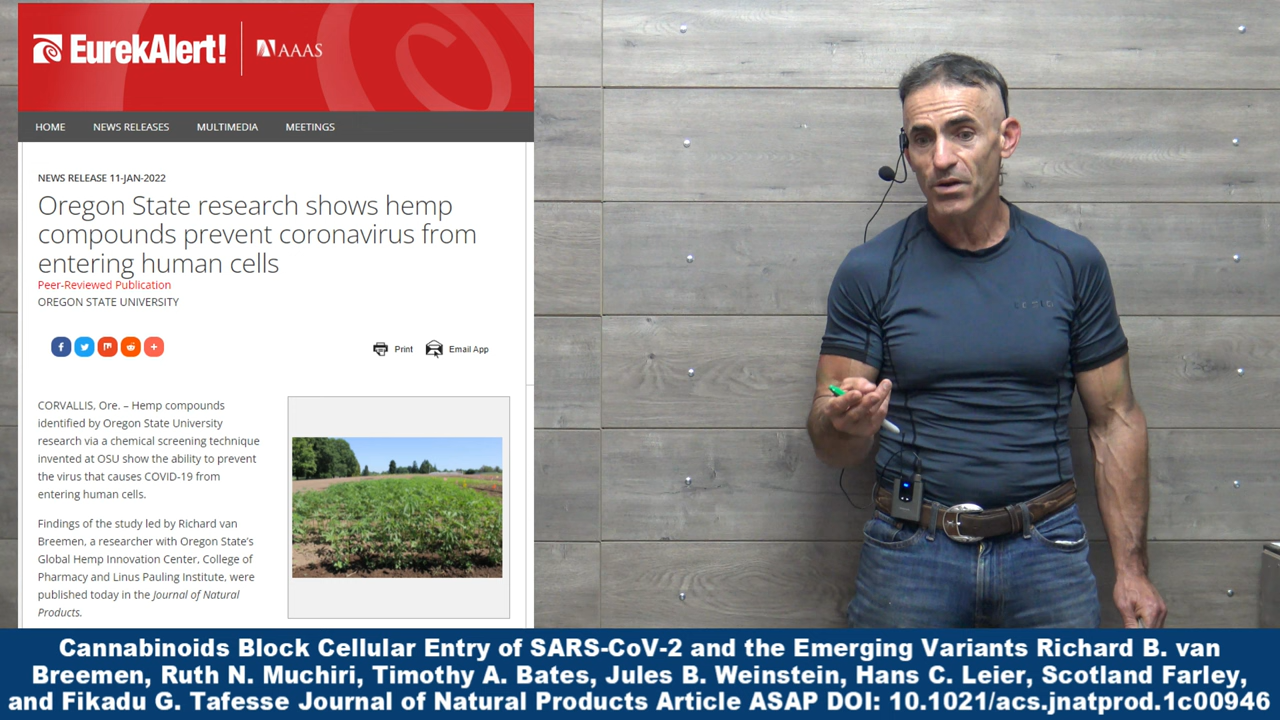 EurekAlert! AAAS
HOME NEWS RELEASES MULTIMEDIA MEETINGS
NEWS RELEASE 11-JAN-2022
Oregon State research shows hemp
compounds prevent coronavirus from
entering human cells
Peer-Reviewed Publication
OREGON STATE UNIVERSITY
Print Email App
CORVALLIS, Ore. – Hemp compounds
identified by Oregon State University
research via a chemical screening technique
invented at OSU show the ability to prevent
the virus that causes COVID-19 from
entering human cells.
Findings of the study led by Richard van
Breemen, a researcher with Oregon State's
Global Hemp Innovation Center, College of
Pharmacy and Linus Pauling Institute, were
published today in the Journal of Natural
Products.
Cannabinoids Block Cellular Entry of SARS-CoV-2 and the Emerging Variants Richard B. van
Breemen, Ruth N. Muchiri, Timothy A. Bates, Jules B. Weinstein, Hans C. Leier, Scotland Farley,
and Fikadu G. Tafesse Journal of Natural Products Article ASAP DOI: 10.1021/acs.jnatprod.1c00946